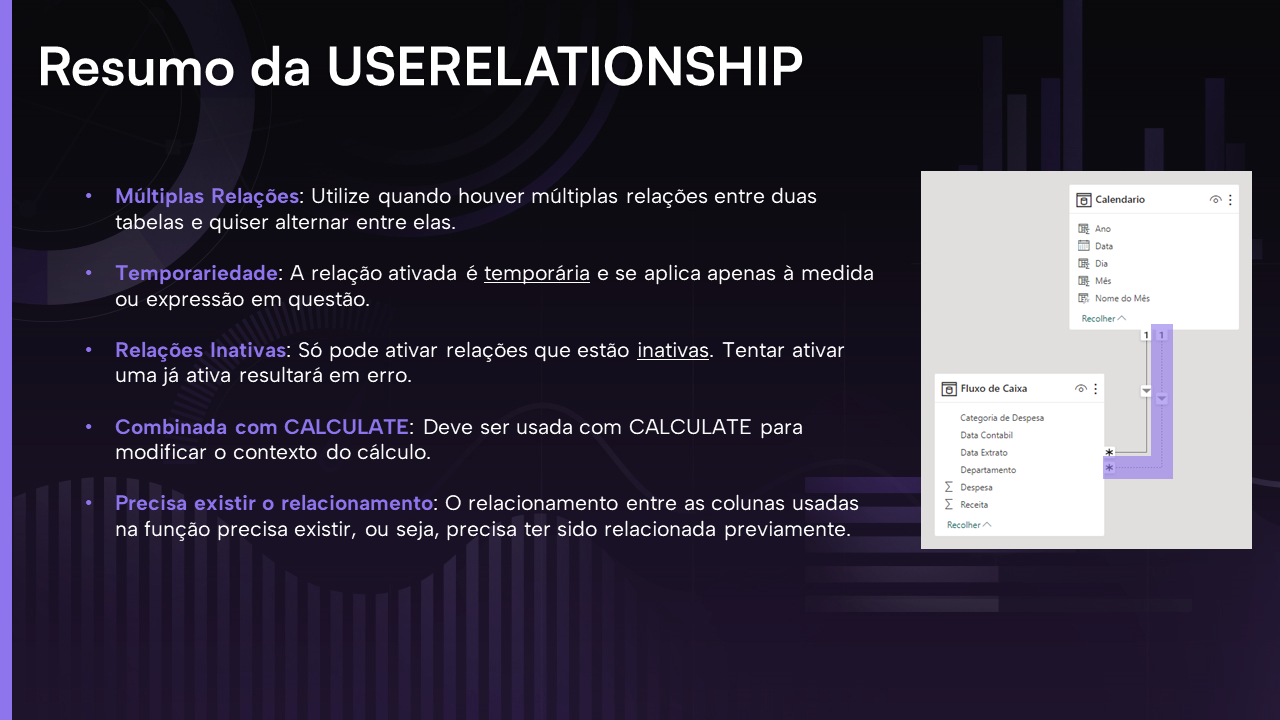 Resumo da USERELATIONSHIP
• Múltiplas Relações: Utilize quando houver múltiplas relações entre duas
tabelas e quiser alternar entre elas.
• Temporariedade: A relação ativada é temporária e se aplica apenas à medida
ou expressão em questão.
• Relações Inativas: Só pode ativar relações que estão inativas. Tentar ativar
uma já ativa resultará em erro.
• Combinada com CALCULATE: Deve ser usada com CALCULATE para
modificar o contexto do cálculo.
• Precisa existir o relacionamento: O relacionamento entre as colunas usadas
na função precisa existir, ou seja, precisa ter sido relacionada previamente.
Calendario
Ano
Data
Dia
Mês
Nome do Mês
Recolher
1 1
Fluxo de Caixa
Categoria de Despesa
Data Contabil
Data Extrato
Departamento
Despesa
Receita
Recolher
*
*